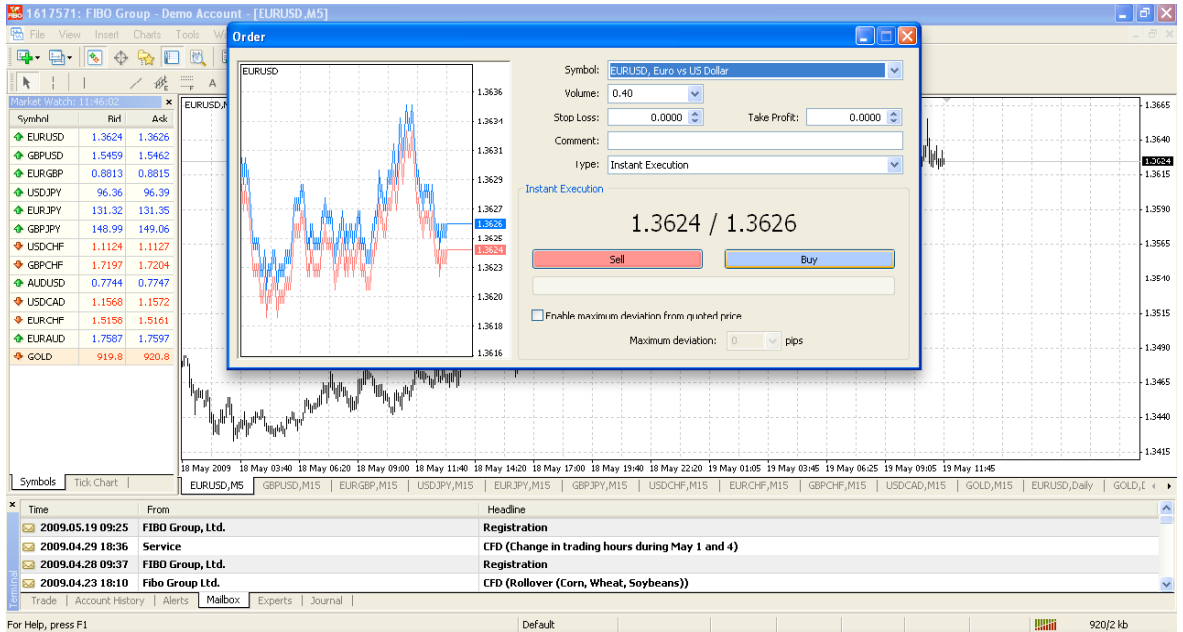 1617571: FIBO Group - Demo Account - [EURUSD,M5]
File View Insert Charts Tools W
Order
Market Watch: 11:46:02
Symbol Bid Ask
EURUSD 1.3624 1.3626
GBPUSD 1.5459 1.5462
EURGBP 0.8813 0.8815
USDJPY 96.36 96.39
EURJPY 131.32 131.35
GBPJPY 148.99 149.06
USDCHF 1.1124 1.1127
GBPCHF 1.7197 1.7204
AUDUSD 0.7744 0.7747
USDCAD 1.1568 1.1572
EURCHF 1.5158 1.5161
EURAUD 1.7587 1.7597
GOLD 919.8 920.8
Symbols Tick Chart
EURUSD
1.3636
1.3634
1.3631
1.3629
1.3627
1.3626
1.3625
1.3624
1.3623
1.3620
1.3618
1.3616
Symbol: EURUSD, Euro vs US Dollar
Volume: 0.40
Stop Loss: 0.0000 Take Profit: 0.0000
Comment:
Type: Instant Execution
Instant Execution
1.3624 / 1.3626
Sell Buy
Enable maximum deviation from quoted price
Maximum deviation: 0 pips
1.3665
1.3640
1.3624
1.3615
1.3590
1.3565
1.3540
1.3515
1.3490
1.3465
1.3440
1.3415
18 May 2009 18 May 03:40 18 May 06:20 18 May 09:00 18 May 11:40 18 May 14:20 18 May 17:00 18 May 19:40 18 May 22:20 19 May 01:05 19 May 03:45 19 May 06:25 19 May 09:05 19 May 11:45
EURUSD,M5 GBPUSD,M15 EURGBP,M15 USDJPY,M15 EURJPY,M15 GBPJPY,M15 USDCHF,M15 EURCHF,M15 GBPCHF,M15 USDCAD,M15 GOLD,M15 EURUSD,Daily GOLD,
Time From Headline
2009.05.19 09:25 FIBO Group, Ltd. Registration
2009.04.29 18:36 Service CFD (Change in trading hours during May 1 and 4)
2009.04.28 09:37 FIBO Group, Ltd. Registration
2009.04.23 18:10 Fibo Group Ltd. CFD (Rollover (Corn, Wheat, Soybeans))
Terminal
Trade Account History Alerts Mailbox Experts Journal
For Help, press F1 Default 920/2 kb